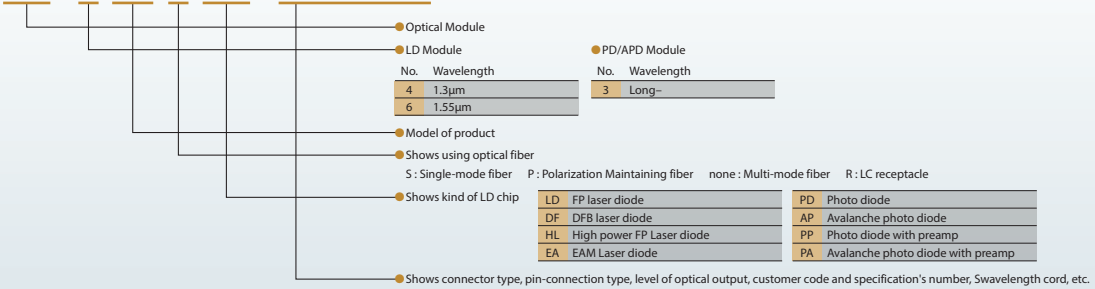 Optical Module
LD Module
PD/APD Module
No. Wavelength
4 1.3μm
6 1.55μm
No. Wavelength
3 Long~
Model of product
Shows using optical fiber
S : Single-mode fiber P : Polarization Maintaining fiber none : Multi-mode fiber R : LC receptacle
Shows kind of LD chip
LD FP laser diode
DF DFB laser diode
HL High power FP Laser diode
EA EAM Laser diode
PD Photo diode
AP Avalanche photo diode
PP Photo diode with preamp
PA Avalanche photo diode with preamp
Shows connector type, pin-connection type, level of optical output, customer code and specification's number, Swavelength cord, etc.